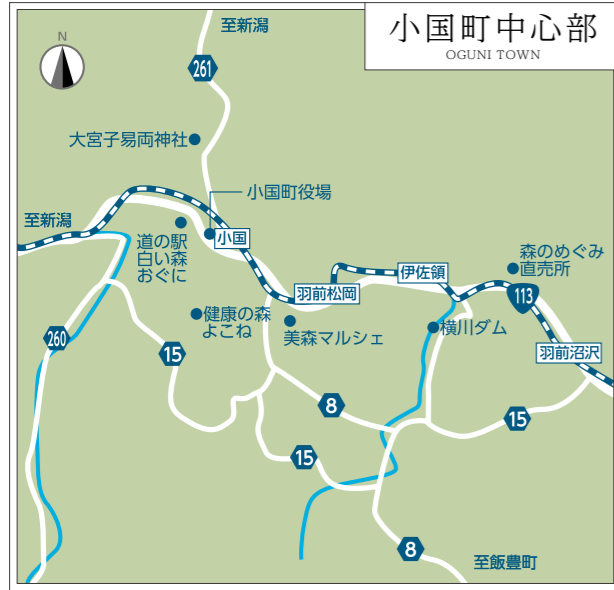 小国町中心部
OGUNI TOWN
N
至新潟
261
大宮子易両神社
小国町役場
至新潟
小国
道の駅
白い森
おぐに
森のめぐみ
直売所
伊佐領
羽前松岡
113
健康の森
よこね
美森マルシェ
横川ダム
260
15
羽前沼沢
8
15
15
8
至飯豊町